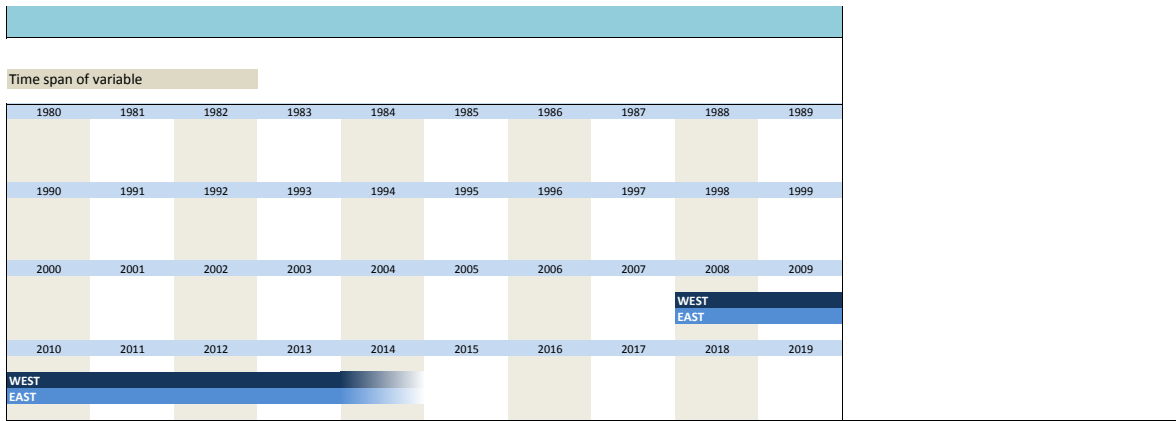 Time span of variable
1980 1981 1982 1983 1984 1985 1986 1987 1988 1989
1990 1991 1992 1993 1994 1995 1996 1997 1998 1999
2000 2001 2002 2003 2004 2005 2006 2007 2008 2009
WEST
EAST
2010 2011 2012 2013 2014 2015 2016 2017 2018 2019
WEST
EAST